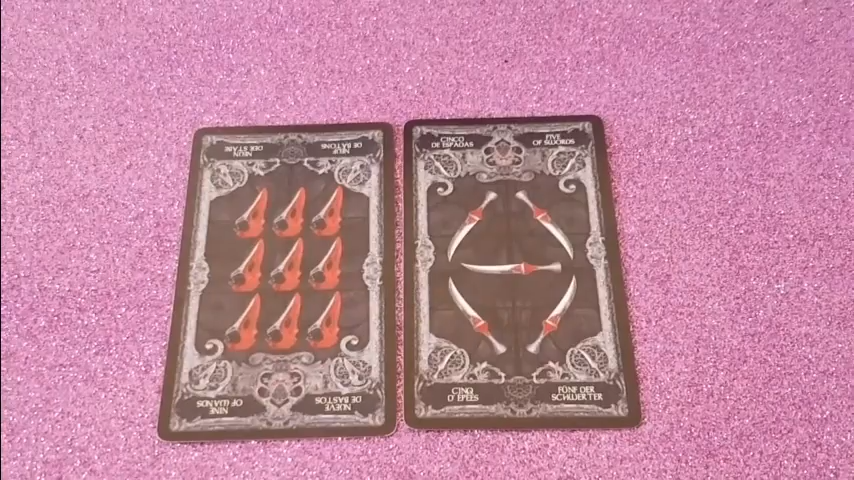 NEUN
DER STÄBE
NEUF
DE BÂTONS
NINE
OF WANDS
NUEVE
DE BASTOS
CINCO
DE ESPADAS
FIVE
OF SWORDS
CINQ
D'ÉPÉES
FÜNF DER
SCHWERTER